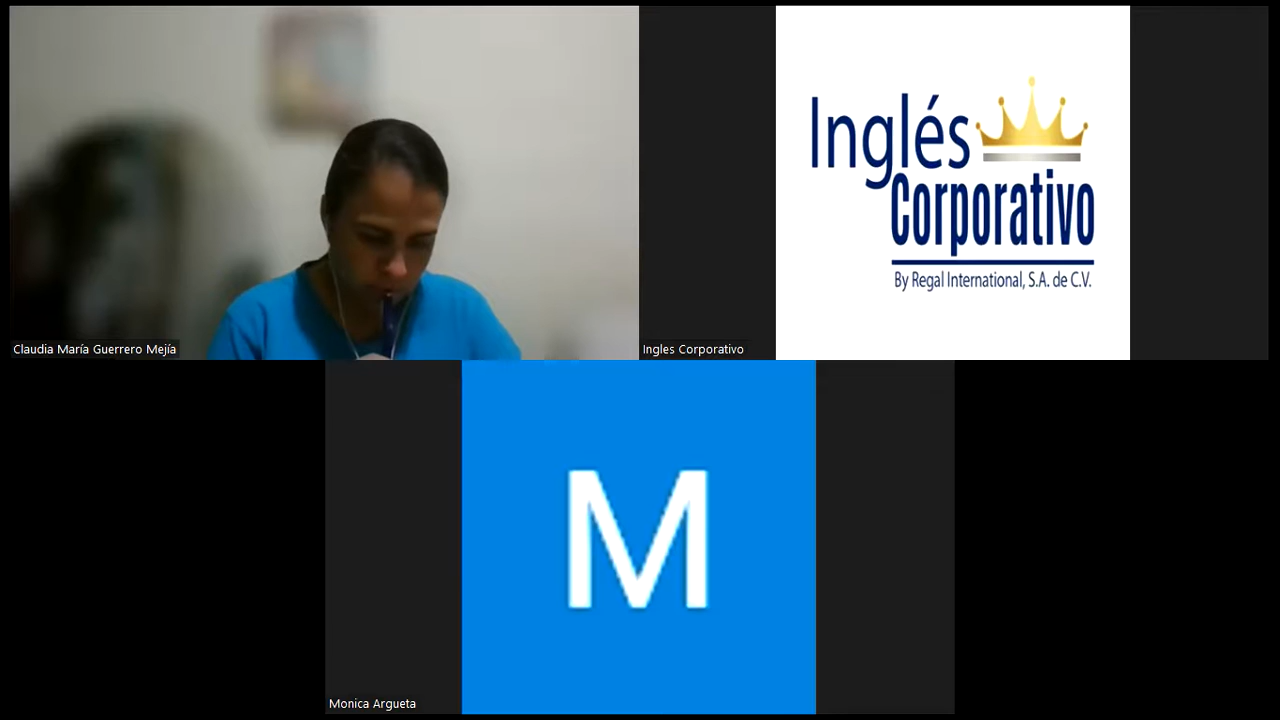 Inglés
Corporativo
By Regal International, S.A. de C.V.
Claudia María Guerrero Mejía
Ingles Corporativo
M
Monica Argueta